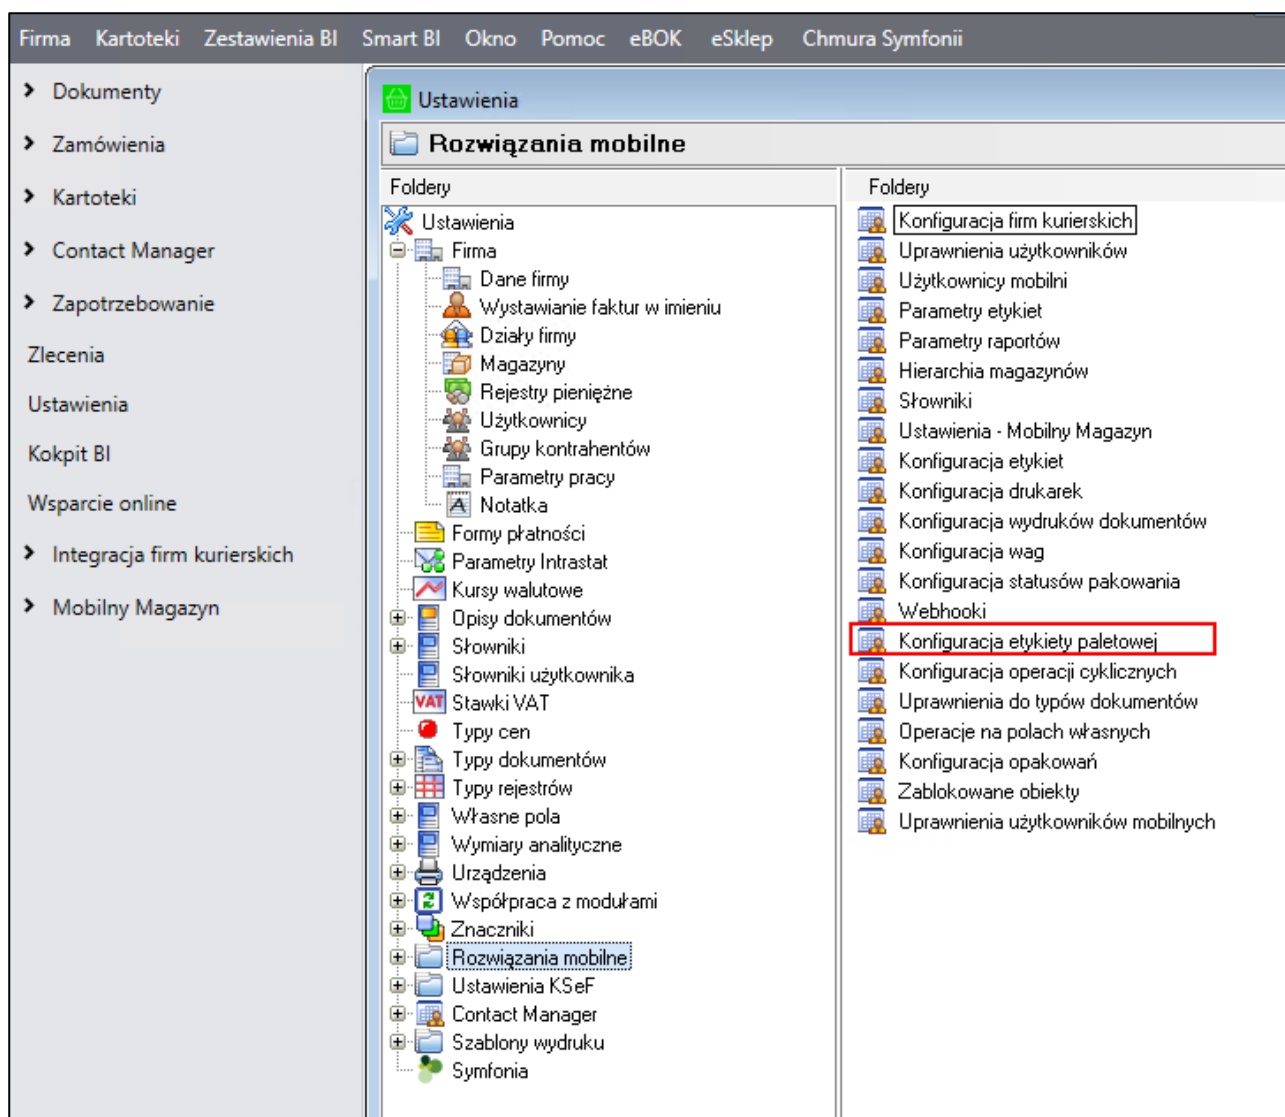 Firma Kartoteki Zestawienia BI Smart BI Okno Pomoc eBOK eSklep Chmura Symfonii
Dokumenty
Zamówienia
Kartoteki
Contact Manager
Zapotrzebowanie
Zlecenia
Ustawienia
Kokpit BI
Wsparcie online
Integracja firm kurierskich
Mobilny Magazyn
Ustawienia
Rozwiązania mobilne
Foldery
Ustawienia
Firma
Dane firmy
Wystawianie faktur w imieniu
Działy firmy
Magazyny
Rejestry pieniężne
Użytkownicy
Grupy kontrahentów
Parametry pracy
Notatka
Formy płatności
Parametry Intrastat
Kursy walutowe
Opisy dokumentów
Słowniki
Słowniki użytkownika
VAT Stawki VAT
Typy cen
Typy dokumentów
Typy rejestrów
Własne pola
Wymiary analityczne
Urządzenia
Współpraca z modułami
Znaczniki
Rozwiązania mobilne
Ustawienia KSeF
Contact Manager
Szablony wydruku
Symfonia
Foldery
Konfiguracja firm kurierskich
Uprawnienia użytkowników
Użytkownicy mobilni
Parametry etykiet
Parametry raportów
Hierarchia magazynów
Słowniki
Ustawienia - Mobilny Magazyn
Konfiguracja etykiet
Konfiguracja drukarek
Konfiguracja wydruków dokumentów
Konfiguracja wag
Konfiguracja statusów pakowania
Webhooki
Konfiguracja etykiety paletowej
Konfiguracja operacji cyklicznych
Uprawnienia do typów dokumentów
Operacje na polach własnych
Konfiguracja opakowań
Zablokowane obiekty
Uprawnienia użytkowników mobilnych